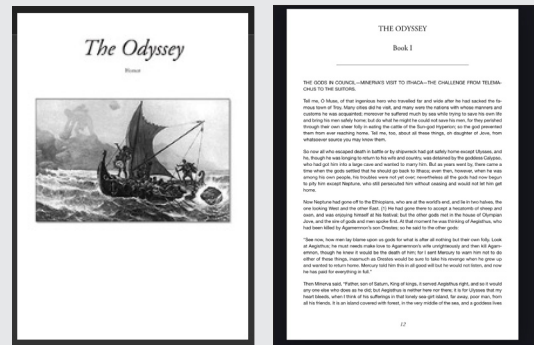 The Odyssey
Homer
THE ODYSSEY
Book I
THE GODS IN COUNCIL—MINERVA'S VISIT TO ITHACA—THE CHALLENGE FROM TELEMA-
CHUS TO THE SUITORS.
Tell me, O Muse, of that ingenious hero who travelled far and wide after he had sacked the fa-
mous town of Troy. Many cities did he visit, and many were the nations with whose manners and
customs he was acquainted; moreover he suffered much by sea while trying to save his own life
and bring his men safely home; but do what he might he could not save his men, for they perished
through their own sheer folly in eating the cattle of the Sun-god Hyperion; so the god prevented
them from ever reaching home. Tell me, too, about all these things, oh daughter of Jove, from
whatsoever source you may know them.
So now all who escaped death in battle or by shipwreck had got safely home except Ulysses, and
he, though he was longing to return to his wife and country, was detained by the goddess Calypso,
who had got him into a large cave and wanted to marry him. But as years went by, there came a
time when the gods settled that he should go back to Ithaca; even then, however, when he was
among his own people, his troubles were not yet over; nevertheless all the gods had now begun
to pity him except Neptune, who still persecuted him without ceasing and would not let him get
home.
Now Neptune had gone off to the Ethiopians, who are at the world's end, and lie in two halves, the
one looking West and the other East. (1) He had gone there to accept a hecatomb of sheep and
oxen, and was enjoying himself at his festival; but the other gods met in the house of Olympian
Jove, and the sire of gods and men spoke first. At that moment he was thinking of Aegisthus, who
had been killed by Agamemnon's son Orestes; so he said to the other gods:
"See now, how men lay blame upon us gods for what is after all nothing but their own folly. Look
at Aegisthus; he must needs make love to Agamemnon's wife unrighteously and then kill Agam-
emnon, though he knew it would be the death of him; for I sent Mercury to warn him not to do
either of these things, inasmuch as Orestes would be sure to take his revenge when he grew up
and wanted to return home. Mercury told him this in all good will but he would not listen, and now
he has paid for everything in full."
Then Minerva said, "Father, son of Saturn, King of kings, it served Aegisthus right, and so it would
any one else who does as he did; but Aegisthus is neither here nor there; it is for Ulysses that my
heart bleeds, when I think of his sufferings in that lonely sea-girt island, far away, poor man, from
all his friends. It is an island covered with forest, in the very middle of the sea, and a goddess lives
12